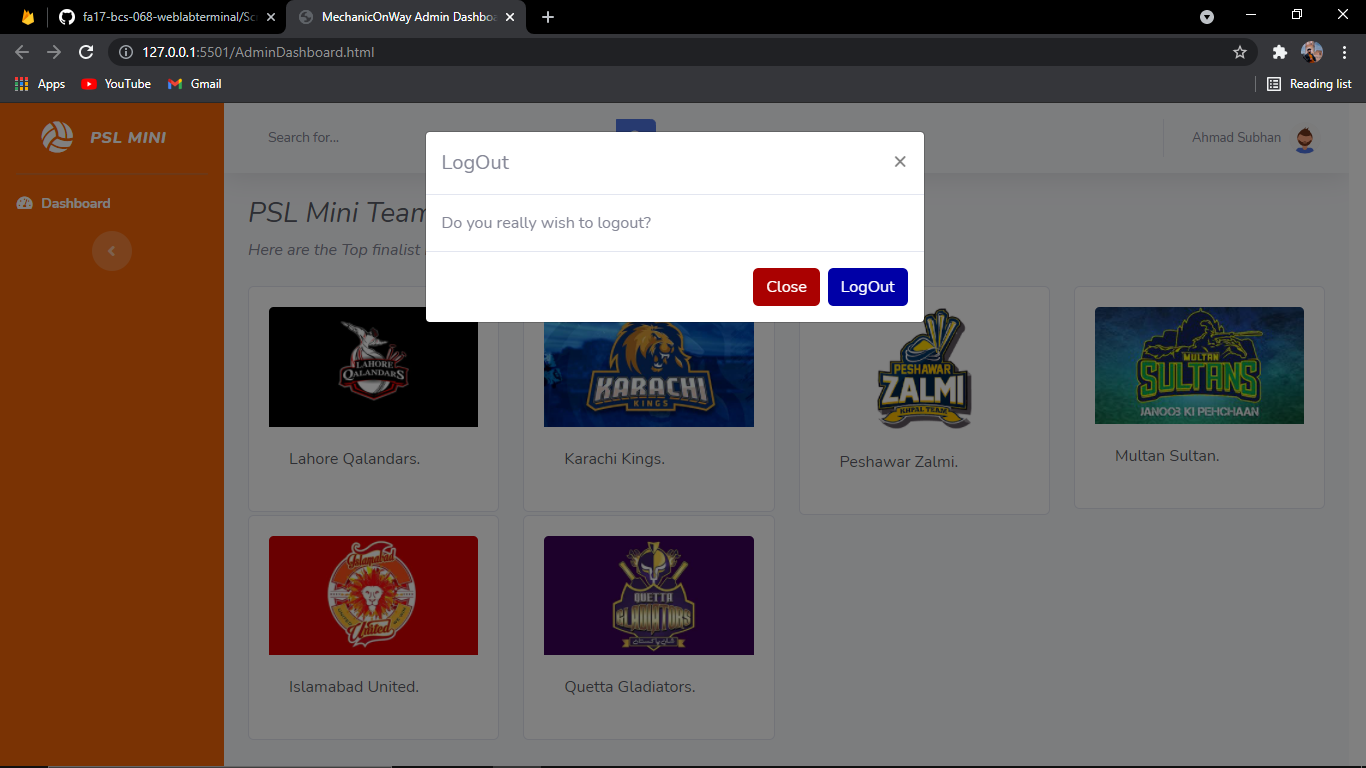 fa17-bcs-068-weblabterminal/Scr
MechanicOnWay Admin Dashboa
127.0.0.1:5501/AdminDashboard.html
Apps
YouTube
Gmail
Reading list
PSL MINI
Search for...
Ahmad Subhan
Dashboard
PSL Mini Team
Here are the Top finalist
LogOut
×
Do you really wish to logout?
Close
LogOut
LAHORE
QALANDARS
KARACHI
KINGS
PESHAWAR
ZALMI
MULTAN
SULTANS
JANOOB KI PEHCHAAN
Lahore Qalandars.
Karachi Kings.
Peshawar Zalmi.
Multan Sultan.
Islamabad
United
QUETTA
GLADIATORS
Islamabad United.
Quetta Gladiators.